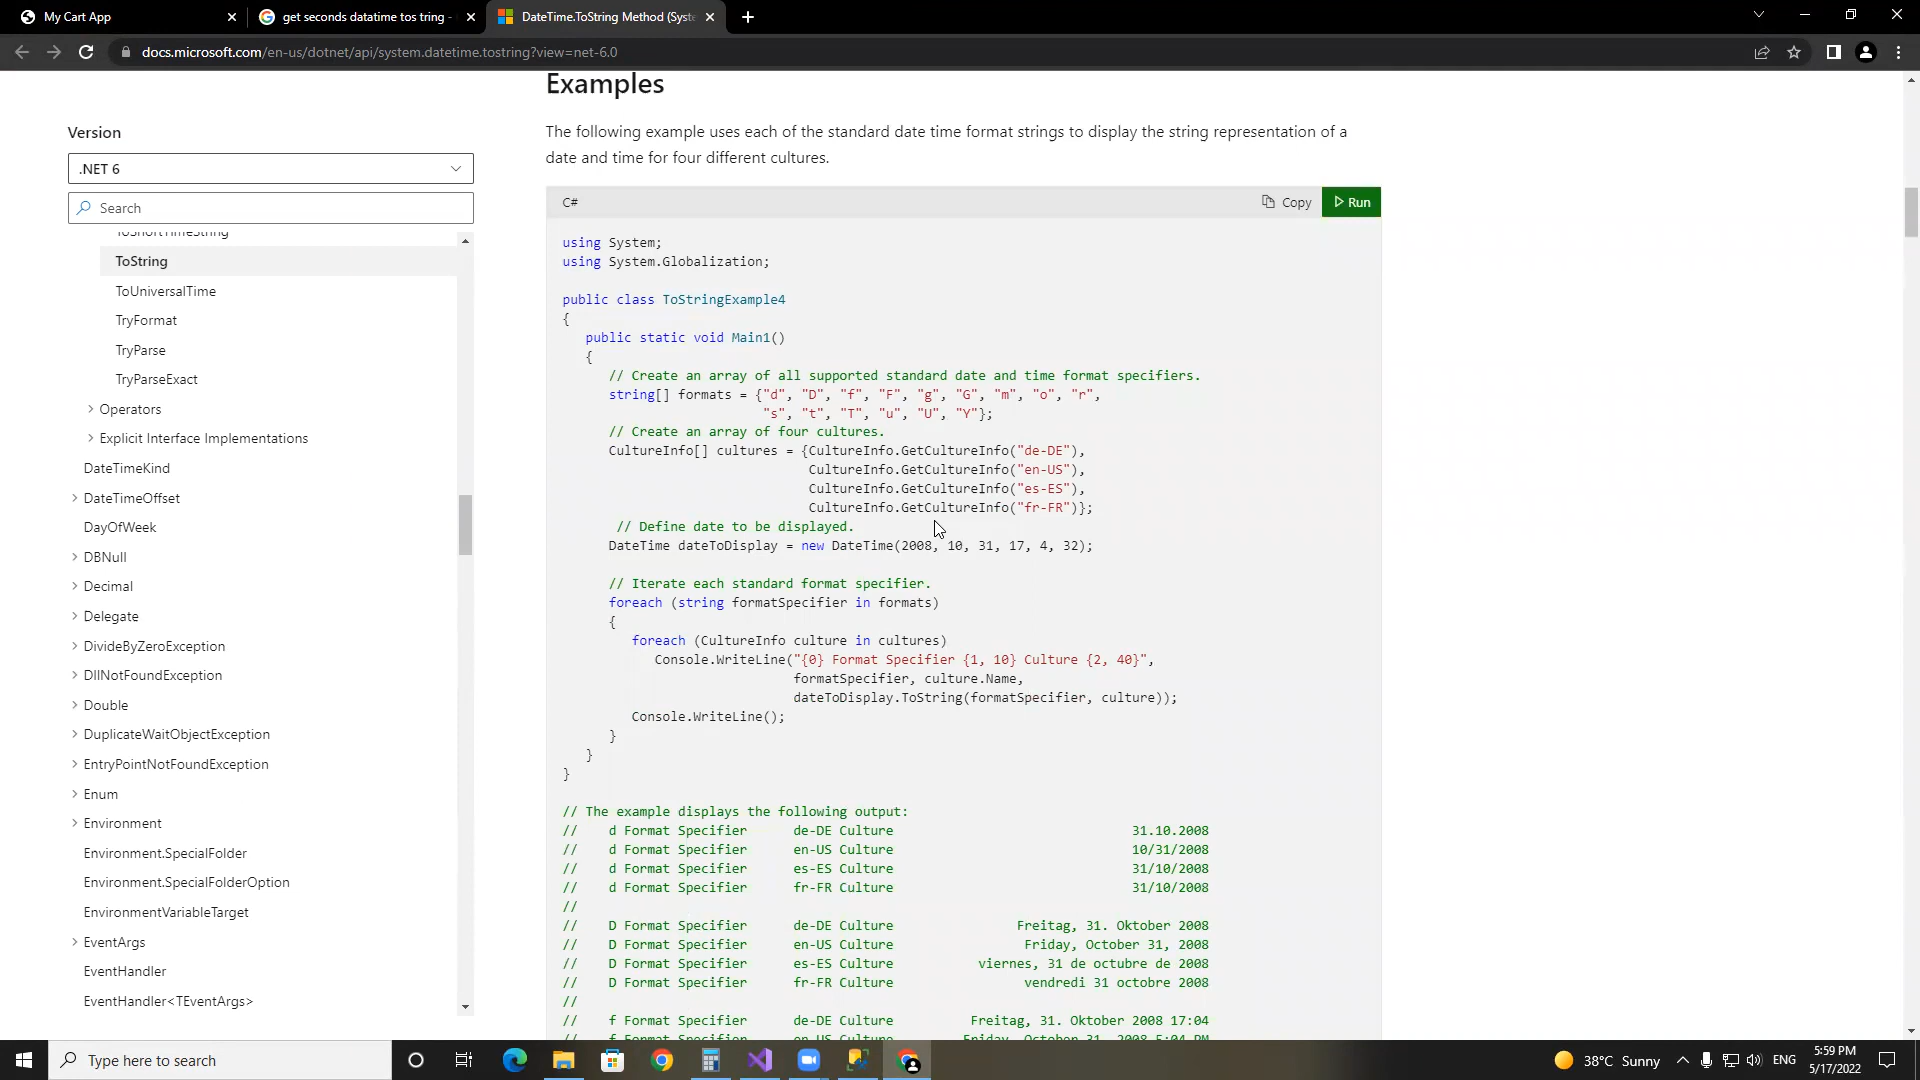 My Cart App
get seconds datatime tos tring -
DateTime.ToString Method (Syste
docs.microsoft.com/en-us/dotnet/api/system.datetime.tostring?view=net-6.0
Version
.NET 6
Search
ToShortTimeString
ToString
ToUniversalTime
TryFormat
TryParse
TryParseExact
Operators
Explicit Interface Implementations
DateTimeKind
DateTimeOffset
DayOfWeek
DBNull
Decimal
Delegate
DivideByZeroException
DllNotFoundException
Double
DuplicateWaitObjectException
EntryPointNotFoundException
Enum
Environment
Environment.SpecialFolder
Environment.SpecialFolderOption
EnvironmentVariableTarget
EventArgs
EventHandler
EventHandler<TEventArgs>
Examples
The following example uses each of the standard date time format strings to display the string representation of a
date and time for four different cultures.
C#
Copy
Run
using System;
using System.Globalization;
public class ToStringExample4
{
public static void Main1()
{
// Create an array of all supported standard date and time format specifiers.
string[] formats = {"d", "D", "f", "F", "g", "G", "m", "o", "r",
"s", "t", "T", "u", "U", "Y"};
// Create an array of four cultures.
CultureInfo[] cultures = {CultureInfo.GetCultureInfo("de-DE"),
CultureInfo.GetCultureInfo("en-US"),
CultureInfo.GetCultureInfo("es-ES"),
CultureInfo.GetCultureInfo("fr-FR")};
// Define date to be displayed.
DateTime dateToDisplay = new DateTime(2008, 10, 31, 17, 4, 32);
// Iterate each standard format specifier.
foreach (string formatSpecifier in formats)
{
foreach (CultureInfo culture in cultures)
Console.WriteLine("{0} Format Specifier {1, 10} Culture {2, 40}",
formatSpecifier, culture.Name,
dateToDisplay.ToString(formatSpecifier, culture));
Console.WriteLine();
}
}
}
// The example displays the following output:
// d Format Specifier de-DE Culture 31.10.2008
// d Format Specifier en-US Culture 10/31/2008
// d Format Specifier es-ES Culture 31/10/2008
// d Format Specifier fr-FR Culture 31/10/2008
//
// D Format Specifier de-DE Culture Freitag, 31. Oktober 2008
// D Format Specifier en-US Culture Friday, October 31, 2008
// D Format Specifier es-ES Culture viernes, 31 de octubre de 2008
// D Format Specifier fr-FR Culture vendredi 31 octobre 2008
//
// f Format Specifier de-DE Culture Freitag, 31. Oktober 2008 17:04
// f Format Specifier en-US Culture Friday, October 31, 2008 5:04 PM
Type here to search
38°C Sunny
ENG
5:59 PM
5/17/2022